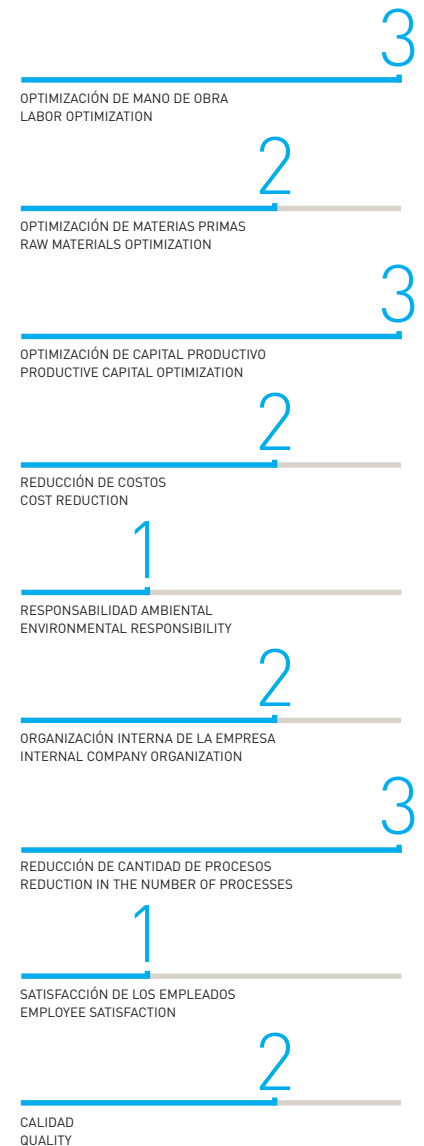 3
OPTIMIZACIÓN DE MANO DE OBRA
LABOR OPTIMIZATION
2
OPTIMIZACIÓN DE MATERIAS PRIMAS
RAW MATERIALS OPTIMIZATION
3
OPTIMIZACIÓN DE CAPITAL PRODUCTIVO
PRODUCTIVE CAPITAL OPTIMIZATION
2
REDUCCIÓN DE COSTOS
COST REDUCTION
1
RESPONSABILIDAD AMBIENTAL
ENVIRONMENTAL RESPONSIBILITY
2
ORGANIZACIÓN INTERNA DE LA EMPRESA
INTERNAL COMPANY ORGANIZATION
3
REDUCCIÓN DE CANTIDAD DE PROCESOS
REDUCTION IN THE NUMBER OF PROCESSES
1
SATISFACCIÓN DE LOS EMPLEADOS
EMPLOYEE SATISFACTION
2
CALIDAD
QUALITY